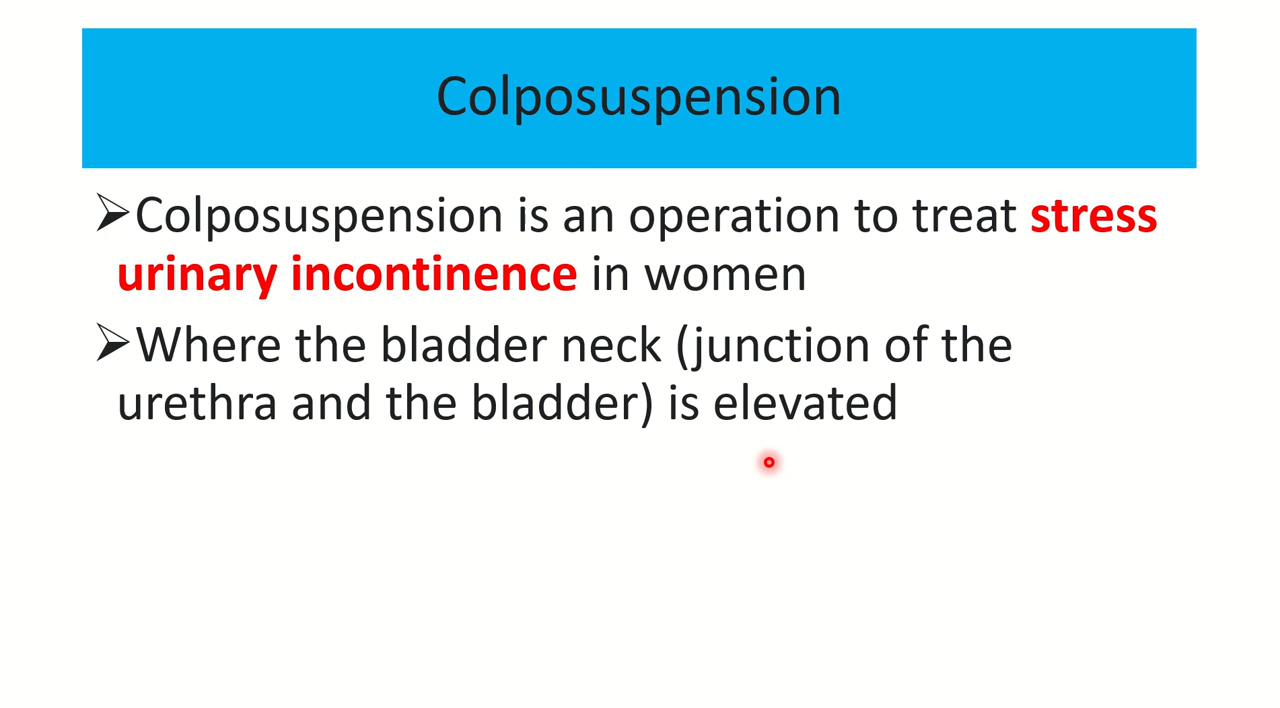 Colposuspension
➢Colposuspension is an operation to treat stress
urinary incontinence in women
➢Where the bladder neck (junction of the
urethra and the bladder) is elevated